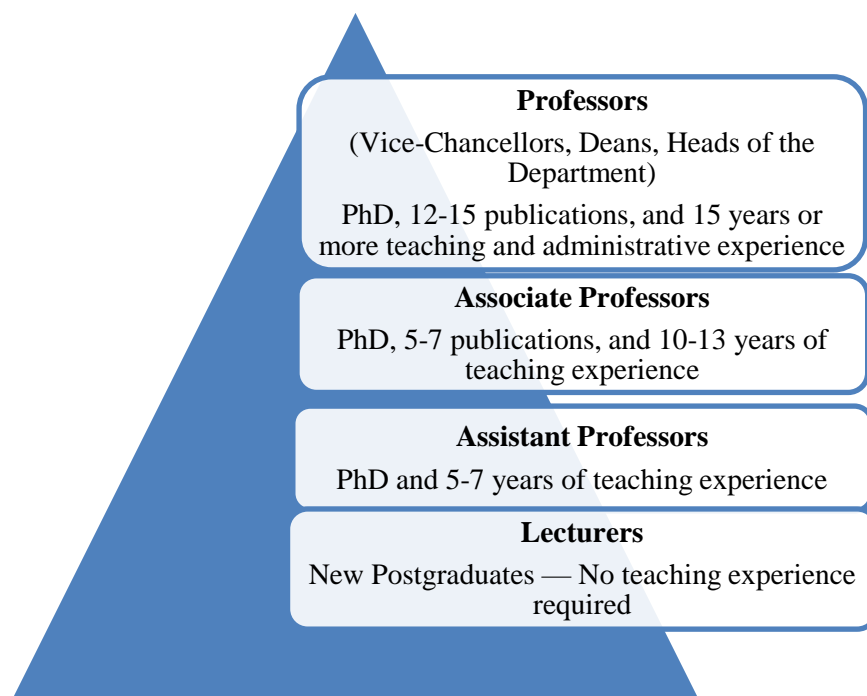 Professors
(Vice-Chancellors, Deans, Heads of the
Department)
PhD, 12-15 publications, and 15 years or
more teaching and administrative experience
Associate Professors
PhD, 5-7 publications, and 10-13 years of
teaching experience
Assistant Professors
PhD and 5-7 years of teaching experience
Lecturers
New Postgraduates — No teaching experience
required